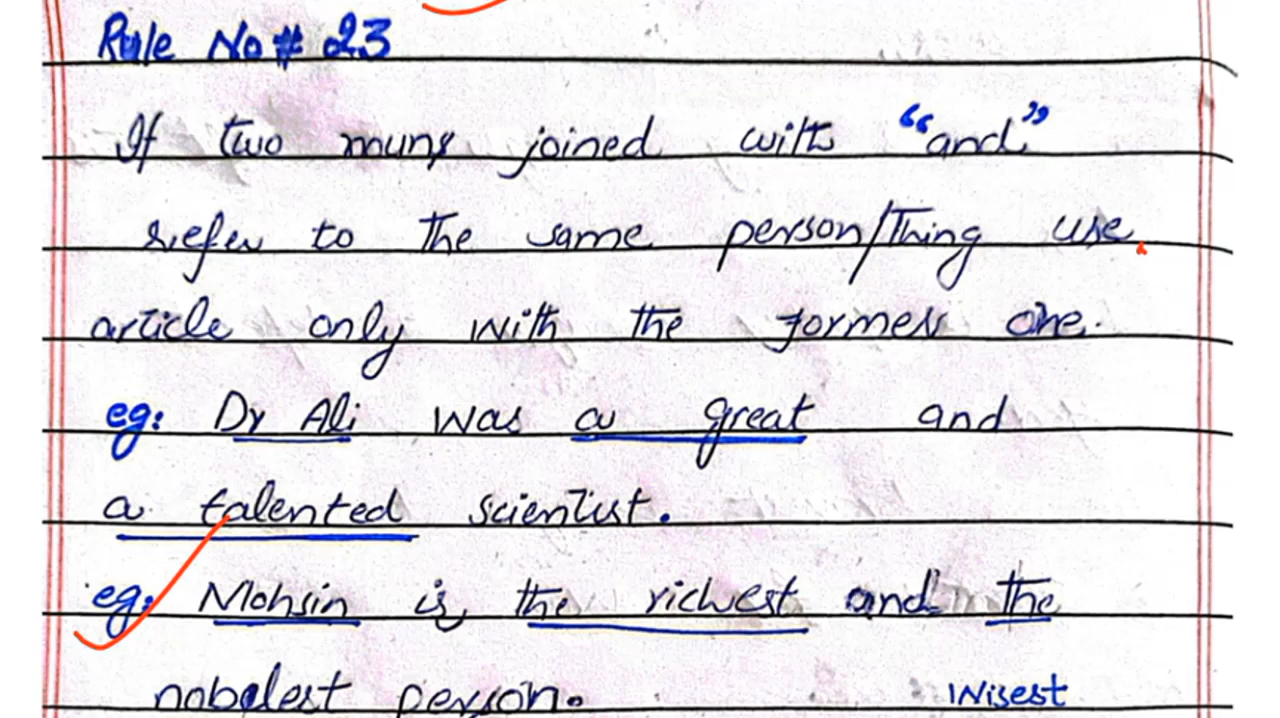 Rule No # 23
If two nouns joined with “and”
refer to the same person/Thing use
article only with the former one.
eg: Dr Ali was a great and
a talented scientist.
eg: Mohsin is the richest and the
nobelest person. Wisest